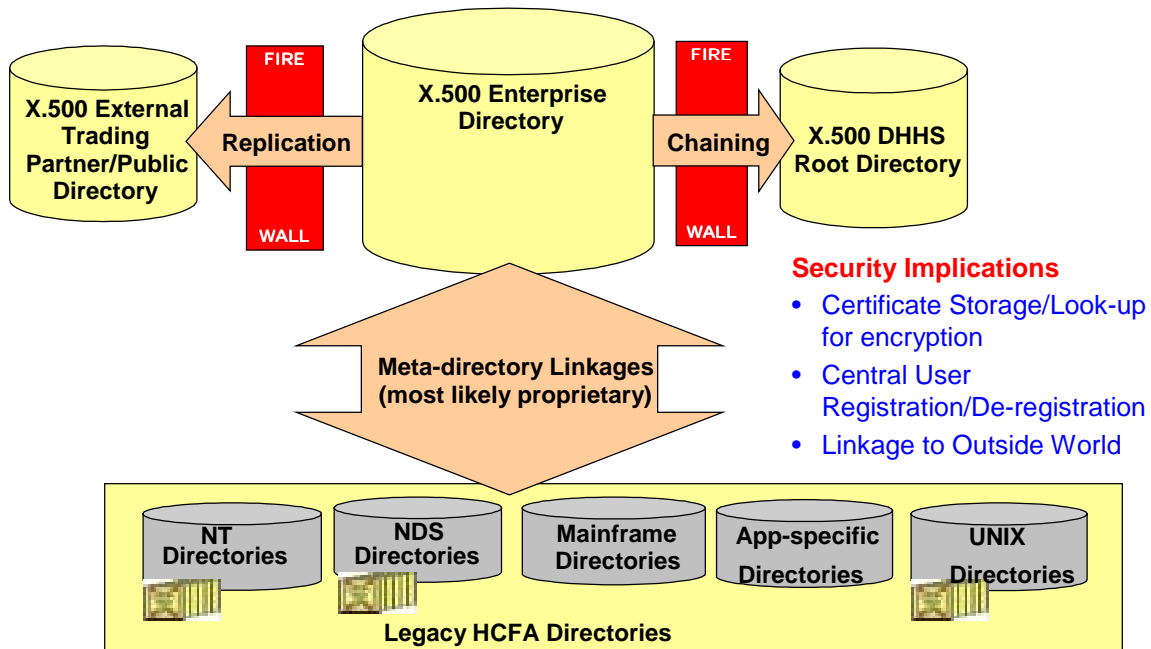 FIRE
WALL
FIRE
WALL
X.500 External
Trading
Partner/Public
Directory
Replication
X.500 Enterprise
Directory
Chaining
X.500 DHHS
Root Directory
Security Implications
• Certificate Storage/Look-up
for encryption
• Central User
Registration/De-registration
• Linkage to Outside World
Meta-directory Linkages
(most likely proprietary)
NT
Directories
NDS
Directories
Mainframe
Directories
App-specific
Directories
UNIX
Directories
Legacy HCFA Directories